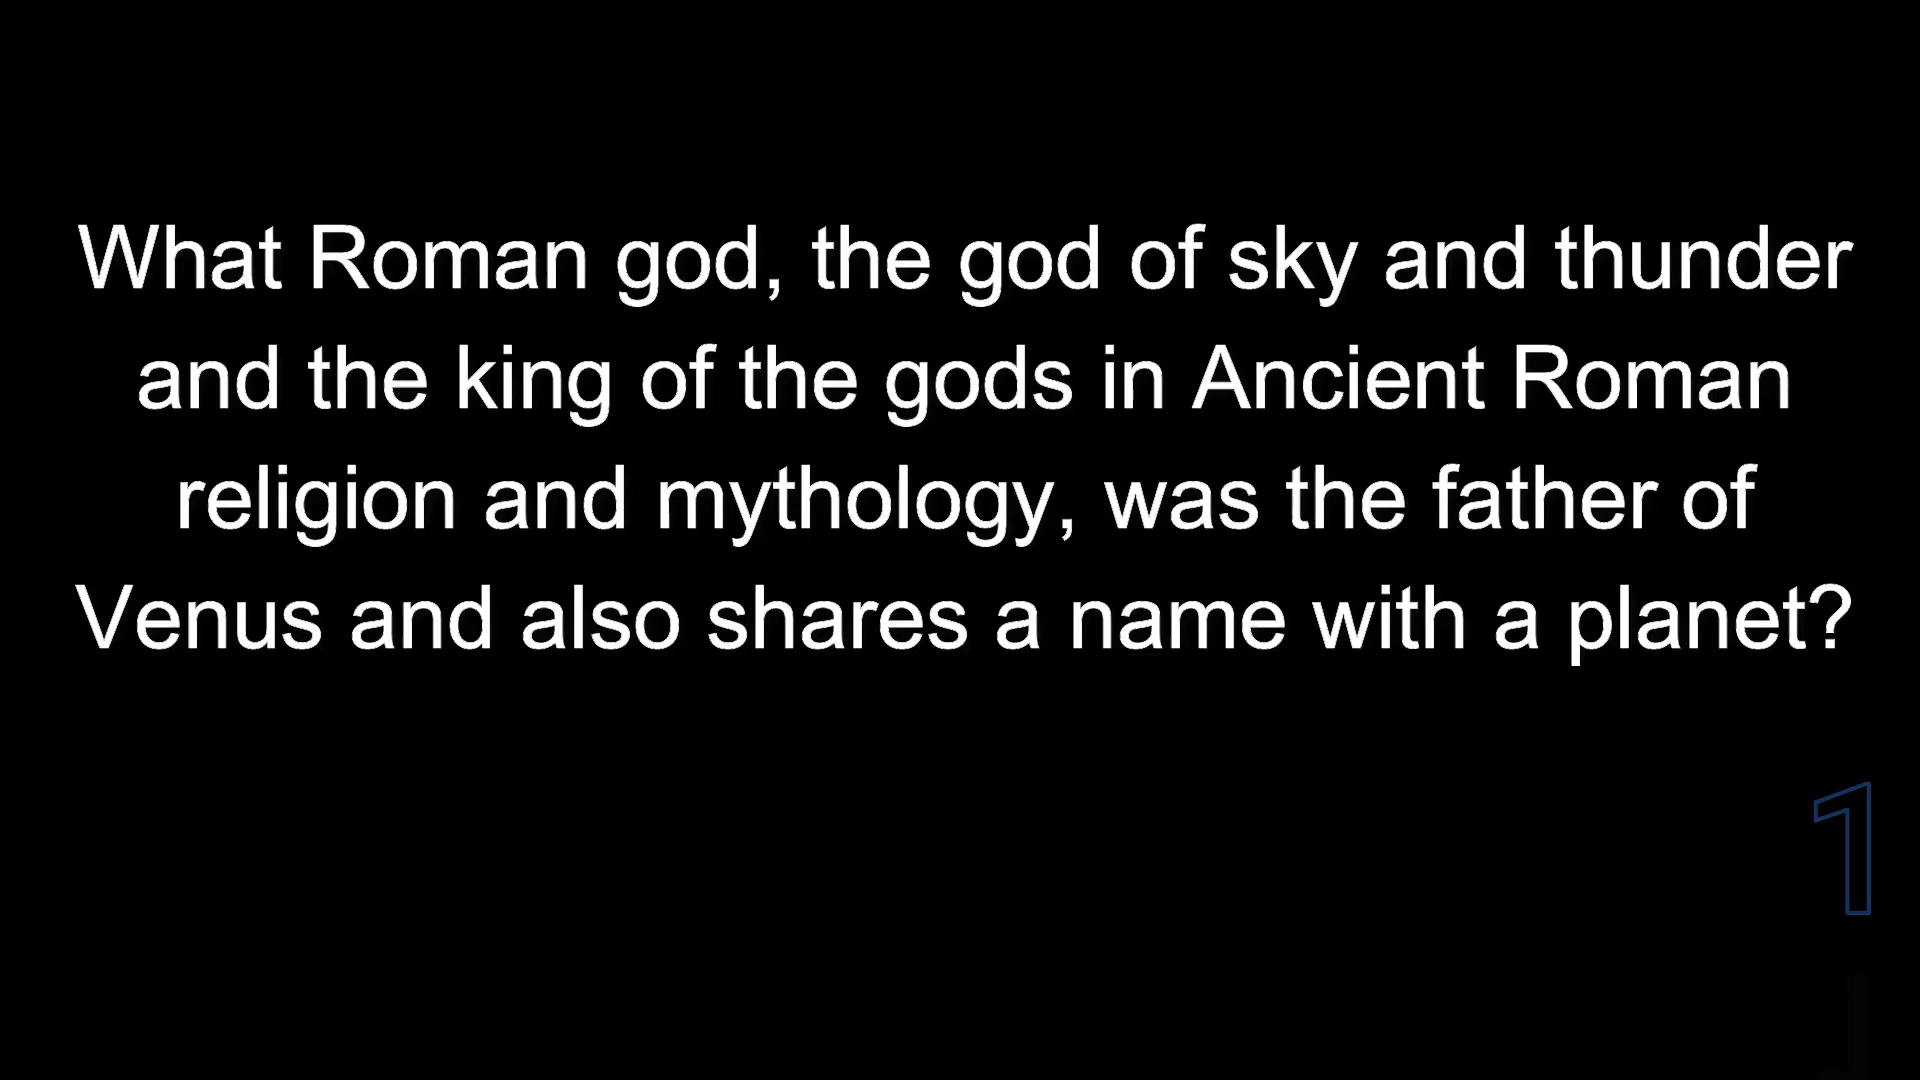 What Roman god, the god of sky and thunder
and the king of the gods in Ancient Roman
religion and mythology, was the father of
Venus and also shares a name with a planet?
1